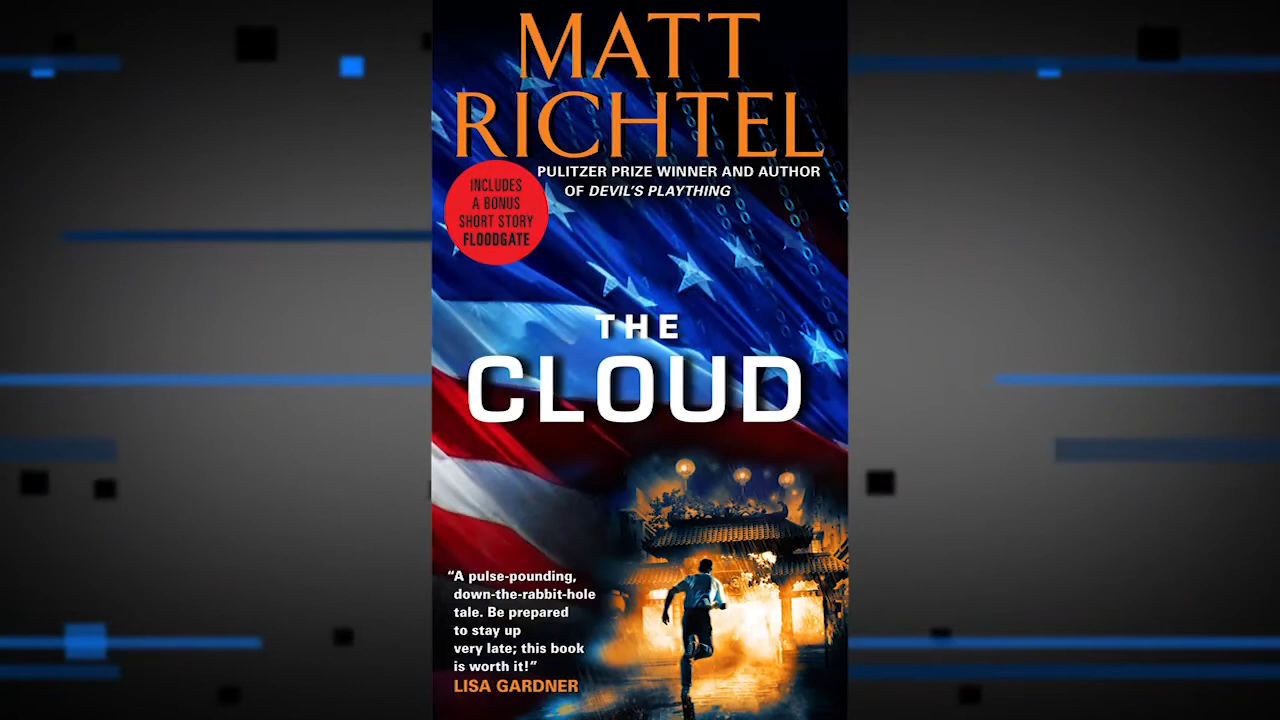 MATT
RICHTEL
PULITZER PRIZE WINNER AND AUTHOR
OF DEVIL'S PLAYTHING
INCLUDES
A BONUS
SHORT STORY
FLOODGATE
THE
CLOUD
“A pulse-pounding,
down-the-rabbit-hole
tale. Be prepared
to stay up
very late; this book
is worth it!”
LISA GARDNER